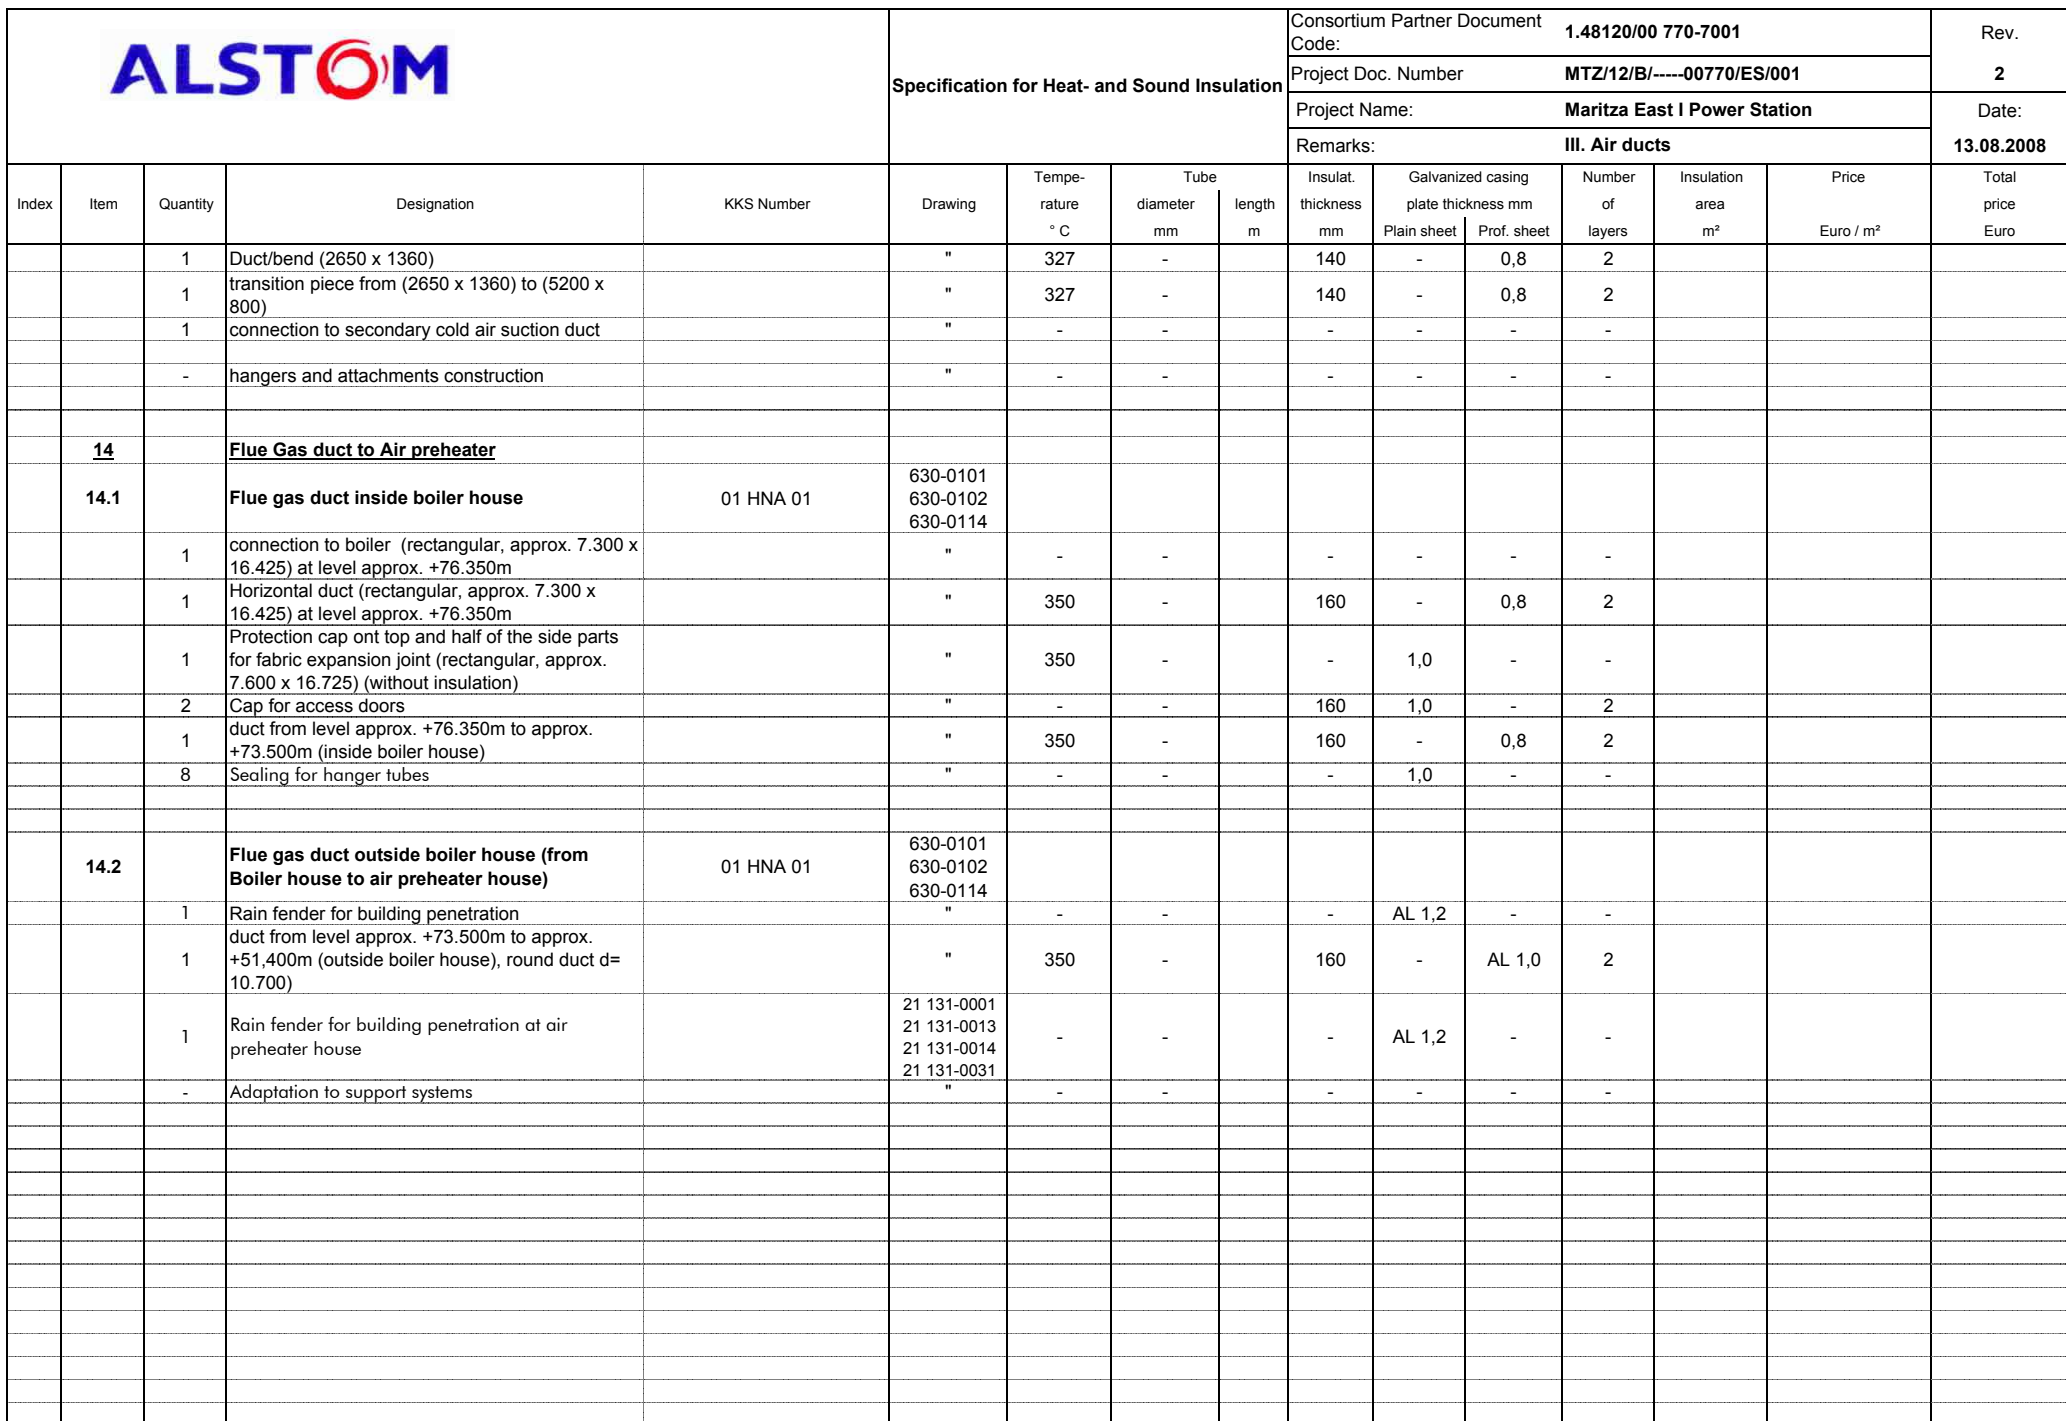 ALSTOM
Specification for Heat- and Sound Insulation
Consortium Partner Document
Code:
1.48120/00 770-7001
Rev.
Project Doc. Number MTZ/12/B/-----00770/ES/001 2
Project Name: Maritza East I Power Station Date:
Remarks: III. Air ducts 13.08.2008
Tempe- Tube Insulat. Galvanized casing Number Insulation Price Total
Index Item Quantity Designation KKS Number Drawing rature diameter length thickness plate thickness mm of area price
° C mm m mm Plain sheet Prof. sheet layers m² Euro / m² Euro
1 Duct/bend (2650 x 1360) " 327 - 140 - 0,8 2
transition piece from (2650 x 1360) to (5200 x
800)
1 " 327 - 140 - 0,8 2
1 connection to secondary cold air suction duct " - - - - - -
- hangers and attachments construction " - - - - - -
14 Flue Gas duct to Air preheater
14.1 Flue gas duct inside boiler house 01 HNA 01
630-0101
630-0102
630-0114
connection to boiler  (rectangular, approx. 7.300 x
16.425) at level approx. +76.350m
1 " - - - - - -
Horizontal duct (rectangular, approx. 7.300 x
16.425) at level approx. +76.350m
1 " 350 - 160 - 0,8 2
Protection cap ont top and half of the side parts
for fabric expansion joint (rectangular, approx.
7.600 x 16.725) (without insulation)
1 " 350 - - 1,0 - -
2 Cap for access doors " - - 160 1,0 - 2
duct from level approx. +76.350m to approx.
+73.500m (inside boiler house)
1 " 350 - 160 - 0,8 2
8 Sealing for hanger tubes " - - - 1,0 - -
14.2
Flue gas duct outside boiler house (from
Boiler house to air preheater house)
01 HNA 01
630-0101
630-0102
630-0114
1 Rain fender for building penetration " - - - AL 1,2 - -
duct from level approx. +73.500m to approx.
+51,400m (outside boiler house), round duct d=
10.700)
1 " 350 - 160 - AL 1,0 2
Rain fender for building penetration at air
preheater house
21 131-0001
21 131-0013
21 131-0014
21 131-0031
1 - - - AL 1,2 - -
- Adaptation to support systems " - - - - - -